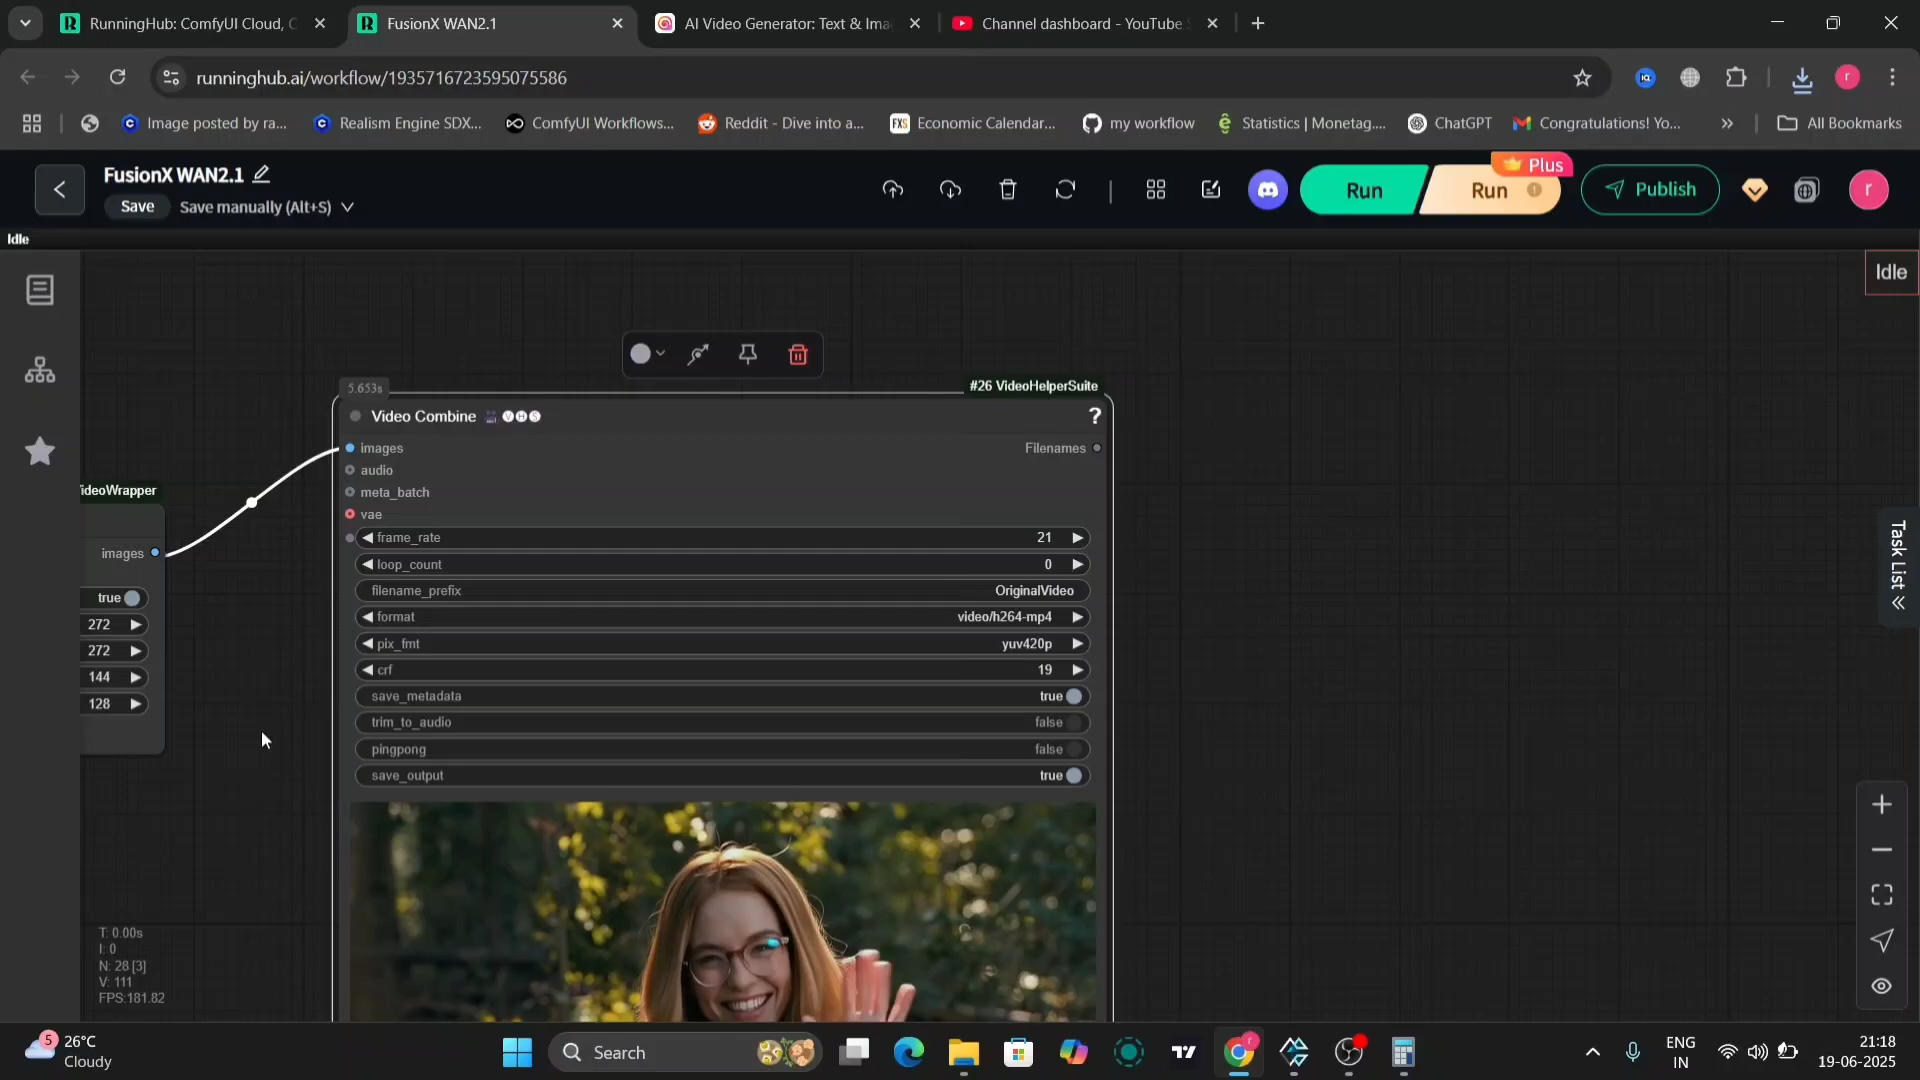 RunningHub: ComfyUI Cloud, C
FusionX WAN2.1
AI Video Generator: Text & Ima
Channel dashboard - YouTube S
runninghub.ai/workflow/1935716723595075586
Image posted by ra...
Realism Engine SDX...
ComfyUI Workflows...
Reddit - Dive into a...
Economic Calendar...
my workflow
Statistics | Monetag....
ChatGPT
Congratulations! Yo...
All Bookmarks
FusionX WAN2.1
Save
Save manually (Alt+S)
Run
Run
Plus
Publish
r
Idle
Idle
5.653s
#26 VideoHelperSuite
Video Combine VHS
?
images
Filenames
audio
meta_batch
vae
frame_rate 21
loop_count 0
filename_prefix OriginalVideo
format video/h264-mp4
pix_fmt yuv420p
crf 19
save_metadata true
trim_to_audio false
pingpong false
save_output true
ideoWrapper
images
true
272
272
144
128
Task List
T: 0.00s
I: 0
N: 28 [3]
V: 111
FPS:181.82
5
26°C
Cloudy
Search
ENG
IN
21:18
19-06-2025